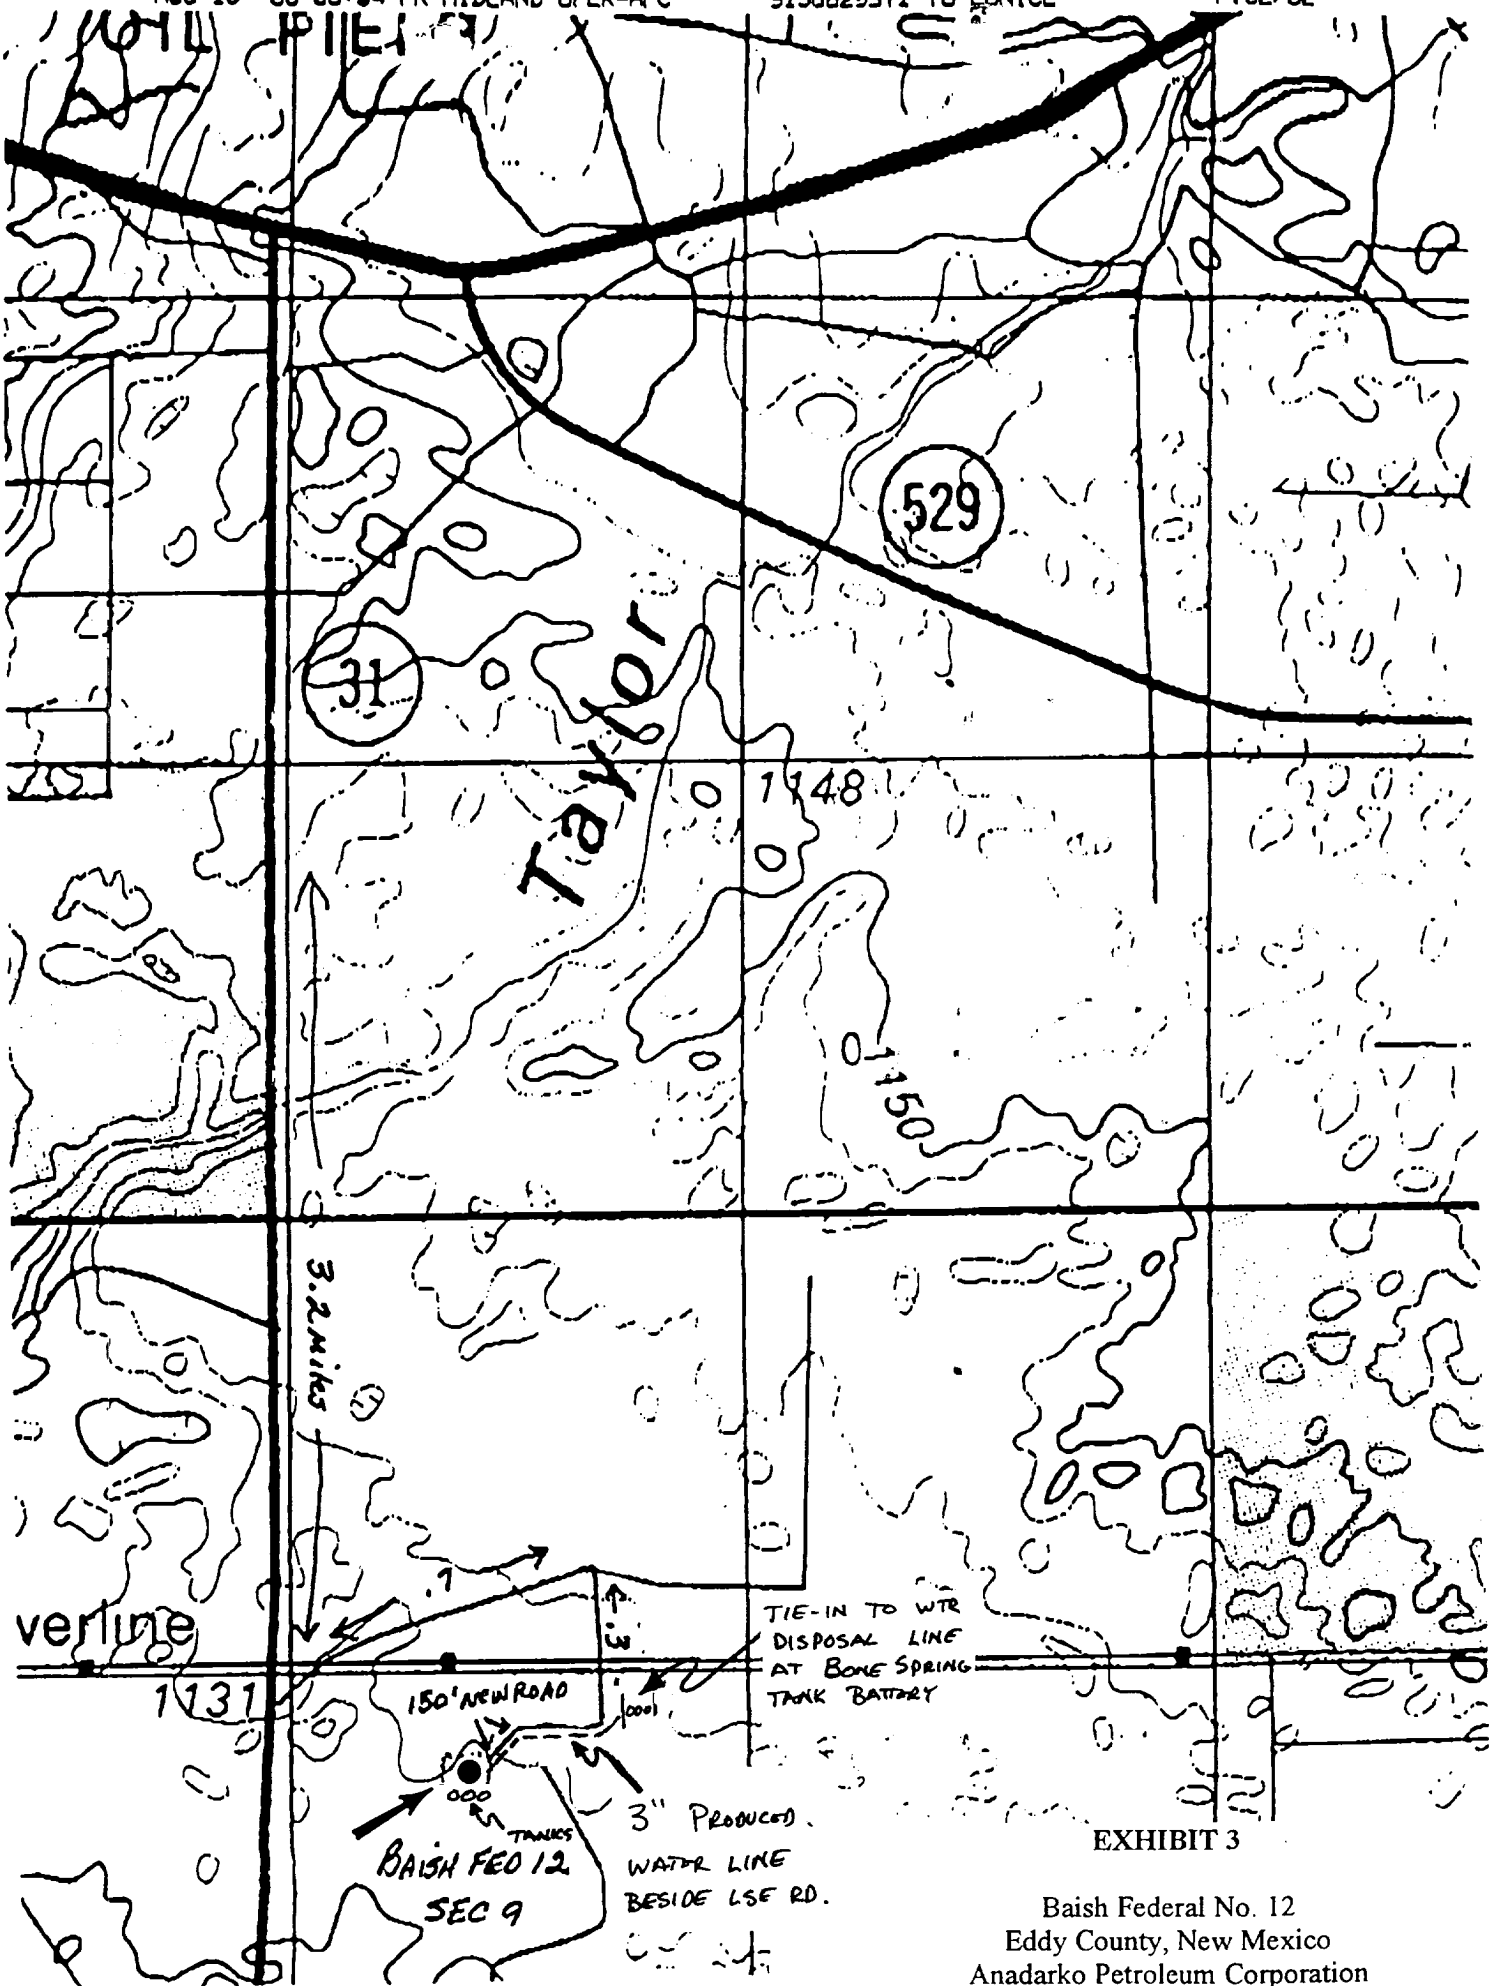 OIL FIEL
529
31
Taylor
1148
1150
3.2 miles
.7
verline
.3
TIE-IN TO WTR
DISPOSAL LINE
AT BONE SPRING
TANK BATTERY
1131
150' NEW ROAD
TANKS
BAISH FED 12
SEC 9
3" PRODUCED
WATER LINE
BESIDE LSE RD.
EXHIBIT 3
Baish Federal No. 12
Eddy County, New Mexico
Anadarko Petroleum Corporation